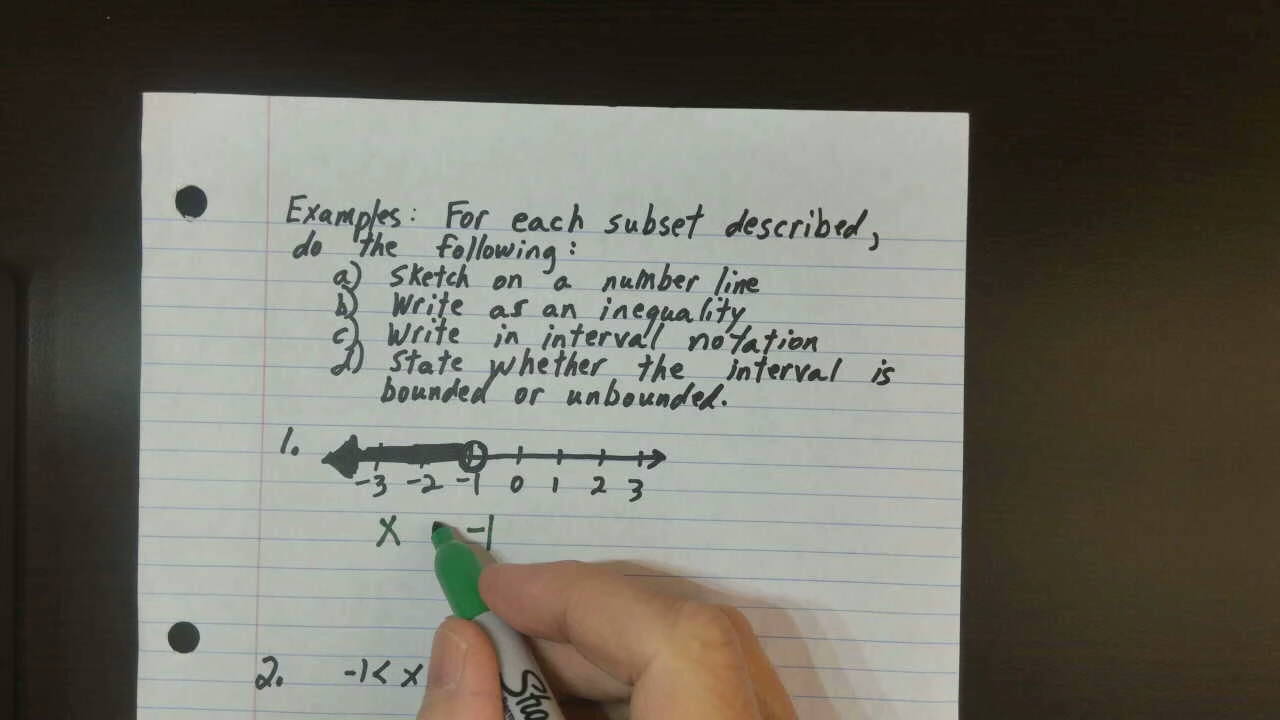 Examples: For each subset described,
do the following:
a) Sketch on a number line
b) Write as an inequality
c) Write in interval notation
d) State whether the interval is
bounded or unbounded.
1.
-3 -2 -1 0 1 2 3
x -1
2. -1 < x